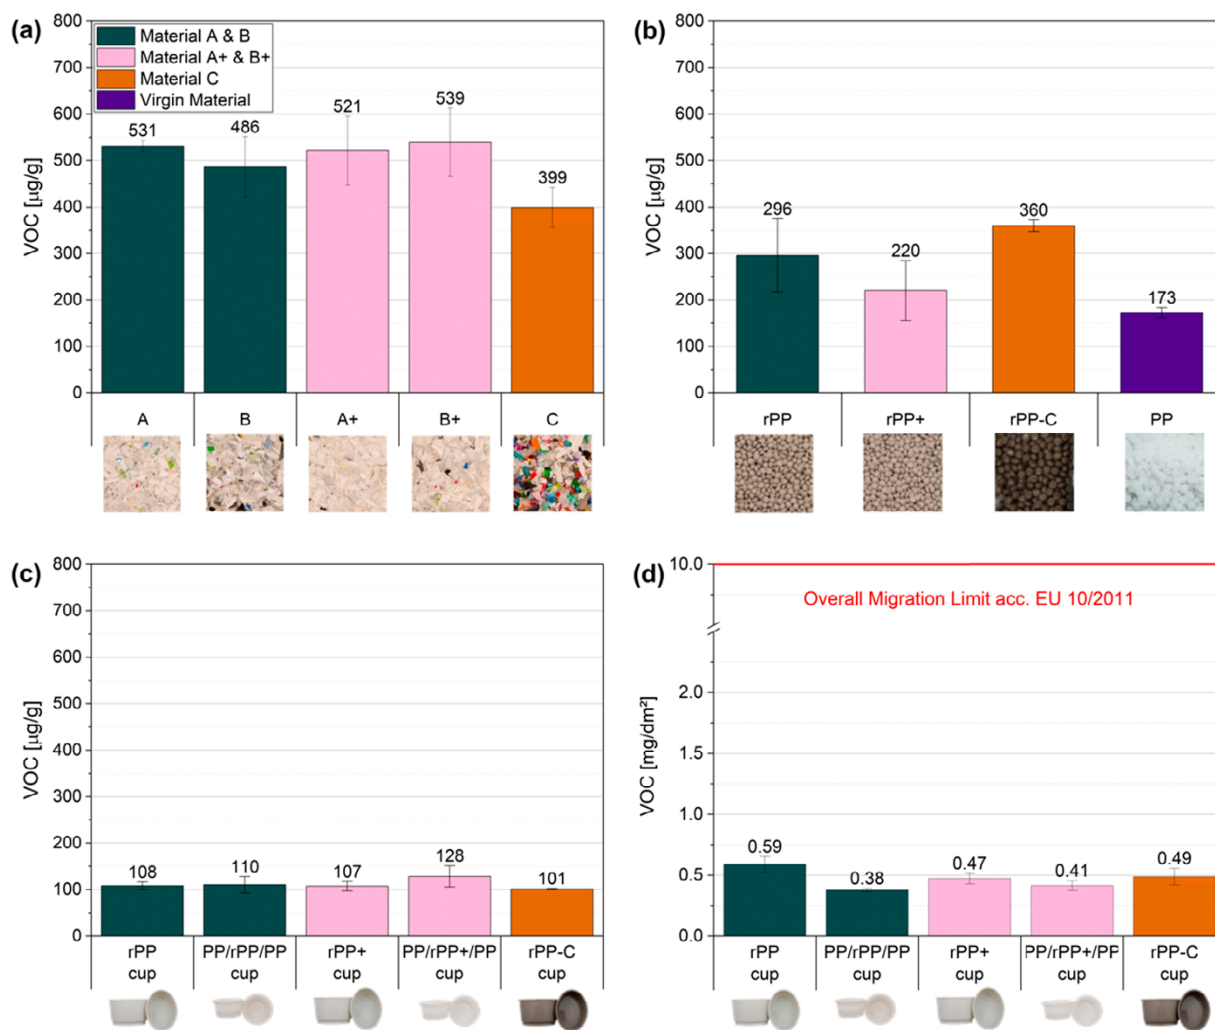 (a)
800
700
600
500
400
300
200
100
0
VOC [µg/g]
Material A & B
Material A+ & B+
Material C
Virgin Material
531
486
521
539
399
A B A+ B+ C
(b)
800
700
600
500
400
300
200
100
0
VOC [µg/g]
296
220
360
173
rPP rPP+ rPP-C PP
(c)
800
700
600
500
400
300
200
100
0
VOC [µg/g]
108
110
107
128
101
rPP PP/rPP/PP rPP+ PP/rPP+/PP rPP-C
cup cup cup cup cup
(d)
10.0
2.0
1.5
1.0
0.5
0.0
VOC [mg/dm²]
Overall Migration Limit acc. EU 10/2011
0.59
0.38
0.47
0.41
0.49
rPP PP/rPP/PP rPP+ PP/rPP+/PP rPP-C
cup cup cup cup cup